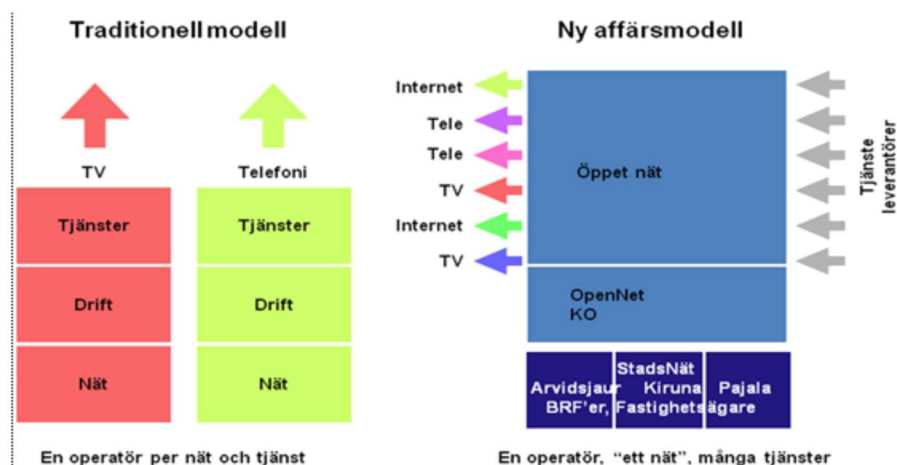 Traditionell modell
TV
Telefoni
Tjänster
Tjänster
Drift
Drift
Nät
Nät
En operatör per nät och tjänst
Ny affärsmodell
Internet
Tele
Tele
TV
Internet
TV
Öppet nät
OpenNet
KO
Tjänste
leverantörer
StadsNät
Arvidsjaur Kiruna Pajala
BRF'er, Fastighetsägare
En operatör, “ett nät”, många tjänster